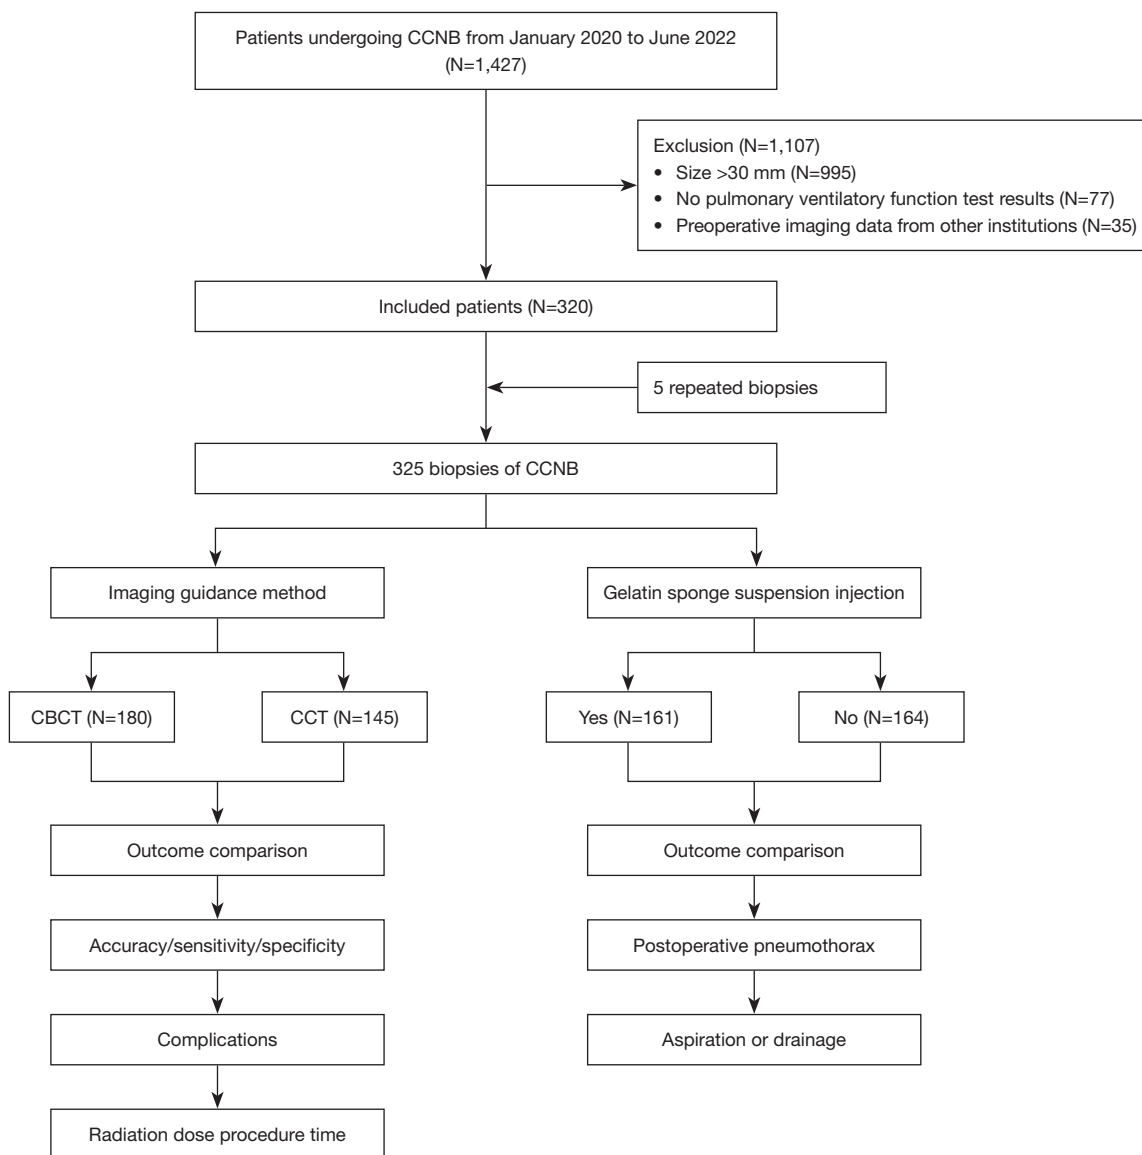 Patients undergoing CCNB from January 2020 to June 2022
(N=1,427)
Exclusion (N=1,107)
• Size >30 mm (N=995)
• No pulmonary ventilatory function test results (N=77)
• Preoperative imaging data from other institutions (N=35)
Included patients (N=320)
5 repeated biopsies
325 biopsies of CCNB
Imaging guidance method
Gelatin sponge suspension injection
CBCT (N=180)
CCT (N=145)
Yes (N=161)
No (N=164)
Outcome comparison
Outcome comparison
Accuracy/sensitivity/specificity
Postoperative pneumothorax
Complications
Aspiration or drainage
Radiation dose procedure time